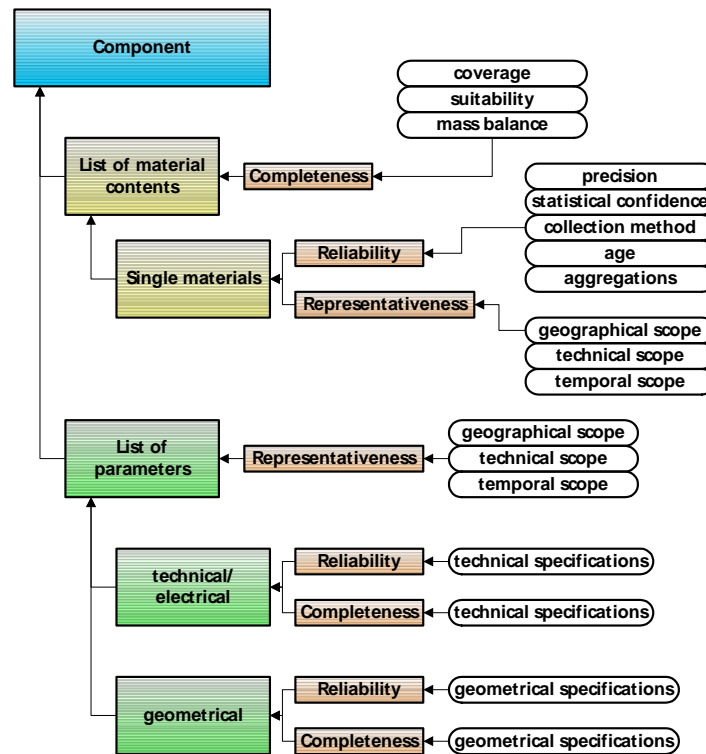 Component
coverage
suitability
mass balance
List of material
contents
Completeness
precision
statistical confidence
collection method
age
aggregations
Single materials
Reliability
Representativeness
geographical scope
technical scope
temporal scope
List of
parameters
Representativeness
geographical scope
technical scope
temporal scope
technical/
electrical
Reliability
technical specifications
Completeness
technical specifications
geometrical
Reliability
geometrical specifications
Completeness
geometrical specifications